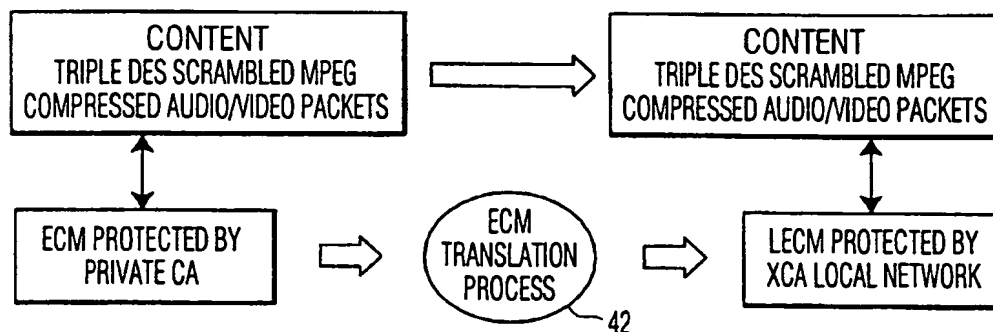 CONTENT
TRIPLE DES SCRAMBLED MPEG
COMPRESSED AUDIO/VIDEO PACKETS
CONTENT
TRIPLE DES SCRAMBLED MPEG
COMPRESSED AUDIO/VIDEO PACKETS
ECM PROTECTED BY
PRIVATE CA
ECM
TRANSLATION
PROCESS
42
LECM PROTECTED BY
XCA LOCAL NETWORK